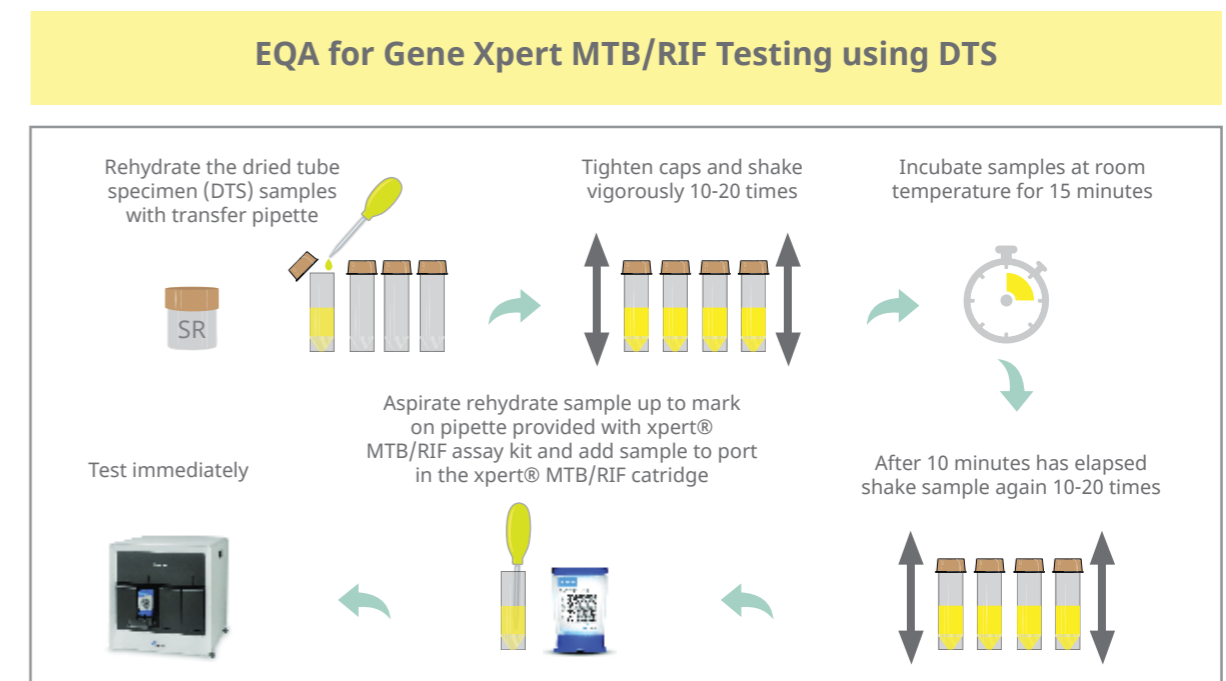 EQA for Gene Xpert MTB/RIF Testing using DTS
Rehydrate the dried tube
specimen (DTS) samples
with transfer pipette
SR
Tighten caps and shake
vigorously 10-20 times
Incubate samples at room
temperature for 15 minutes
After 10 minutes has elapsed
shake sample again 10-20 times
Aspirate rehydrate sample up to mark
on pipette provided with xpert®
MTB/RIF assay kit and add sample to port
in the xpert® MTB/RIF catridge
Test immediately